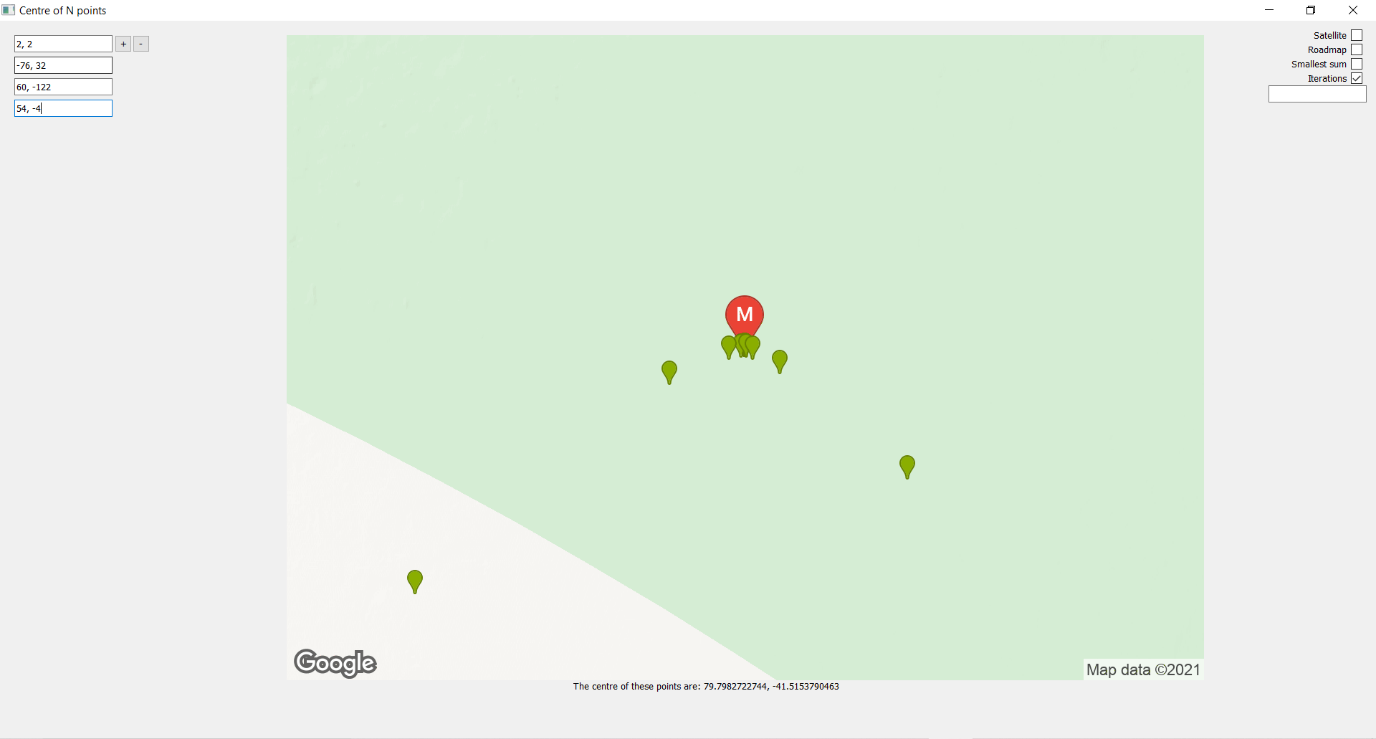 Centre of N points
2, 2
+
-
-76, 32
60, -122
54, -4
Satellite
Roadmap
Smallest sum
Iterations
M
Google
Map data ©2021
The centre of these points are: 79.7982722744, -41.5153790463